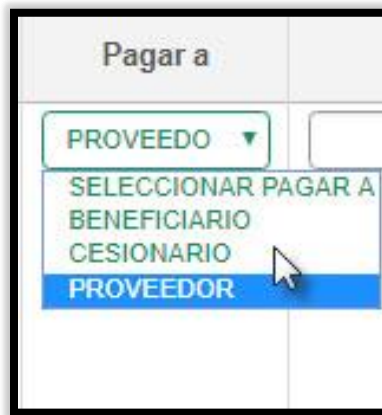 Pagar a
PROVEEDO
SELECCIONAR PAGAR A
BENEFICIARIO
CESIONARIO
PROVEEDOR